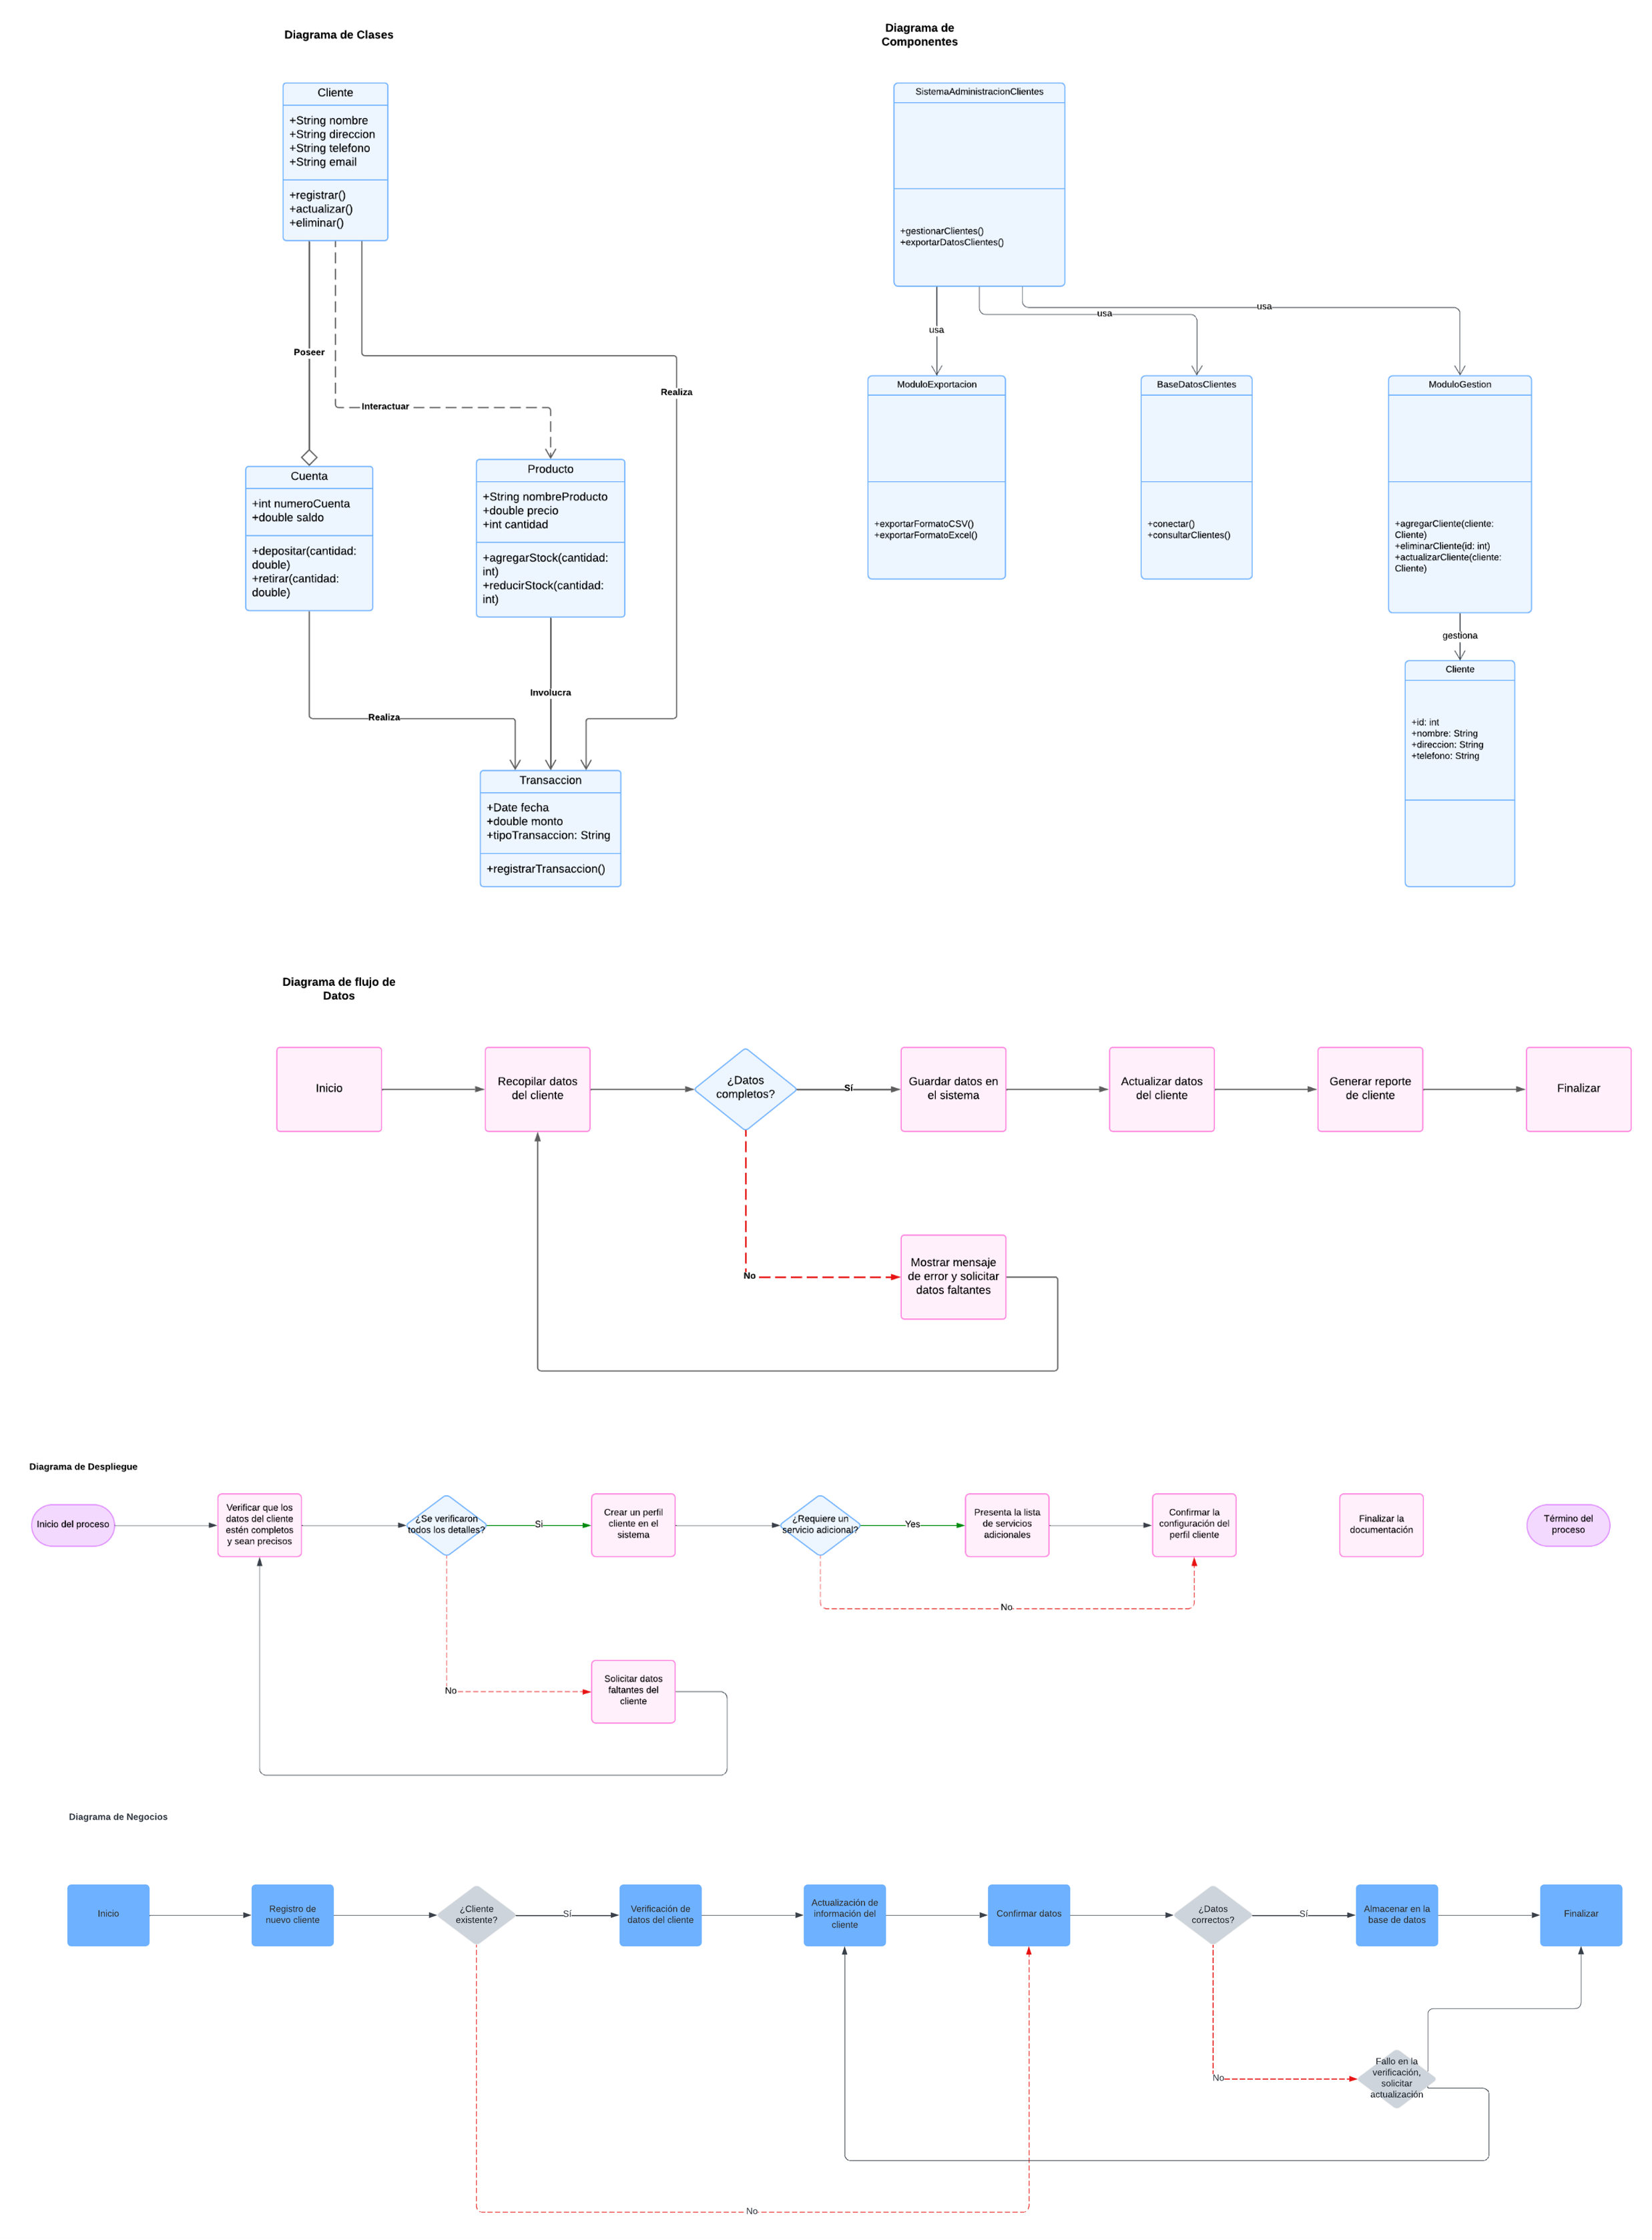 Diagrama de Clases
Cliente
+String nombre
+String direccion
+String telefono
+String email
+registrar()
+actualizar()
+eliminar()
Poseer
Interactuar
Realiza
Cuenta
+int numeroCuenta
+double saldo
+depositar(cantidad:
double)
+retirar(cantidad:
double)
Producto
+String nombreProducto
+double precio
+int cantidad
+agregarStock(cantidad:
int)
+reducirStock(cantidad:
int)
Realiza
Involucra
Transaccion
+Date fecha
+double monto
+tipoTransaccion: String
+registrarTransaccion()
Diagrama de
Componentes
SistemaAdministracionClientes
+gestionarClientes()
+exportarDatosClientes()
usa
usa
usa
ModuloExportacion
+exportarFormatoCSV()
+exportarFormatoExcel()
BaseDatosClientes
+conectar()
+consultarClientes()
ModuloGestion
+agregarCliente(cliente:
Cliente)
+eliminarCliente(id: int)
+actualizarCliente(cliente:
Cliente)
gestiona
Cliente
+id: int
+nombre: String
+direccion: String
+telefono: String
Diagrama de flujo de
Datos
Inicio
Recopilar datos
del cliente
¿Datos
completos?
Sí
Guardar datos en
el sistema
Actualizar datos
del cliente
Generar reporte
de cliente
Finalizar
No
Mostrar mensaje
de error y solicitar
datos faltantes
Diagrama de Despliegue
Inicio del proceso
Verificar que los
datos del cliente
estén completos
y sean precisos
¿Se verificaron
todos los detalles?
Sí
Crear un perfil
cliente en el
sistema
¿Requiere un
servicio adicional?
Yes
Presenta la lista
de servicios
adicionales
Confirmar la
configuración del
perfil cliente
Finalizar la
documentación
Término del
proceso
No
No
Solicitar datos
faltantes del
cliente
Diagrama de Negocios
Inicio
Registro de
nuevo cliente
¿Cliente
existente?
Sí
Verificación de
datos del cliente
Actualización de
información del
cliente
Confirmar datos
¿Datos
correctos?
Sí
Almacenar en la
base de datos
Finalizar
No
Fallo en la
verificación,
solicitar
actualización
No